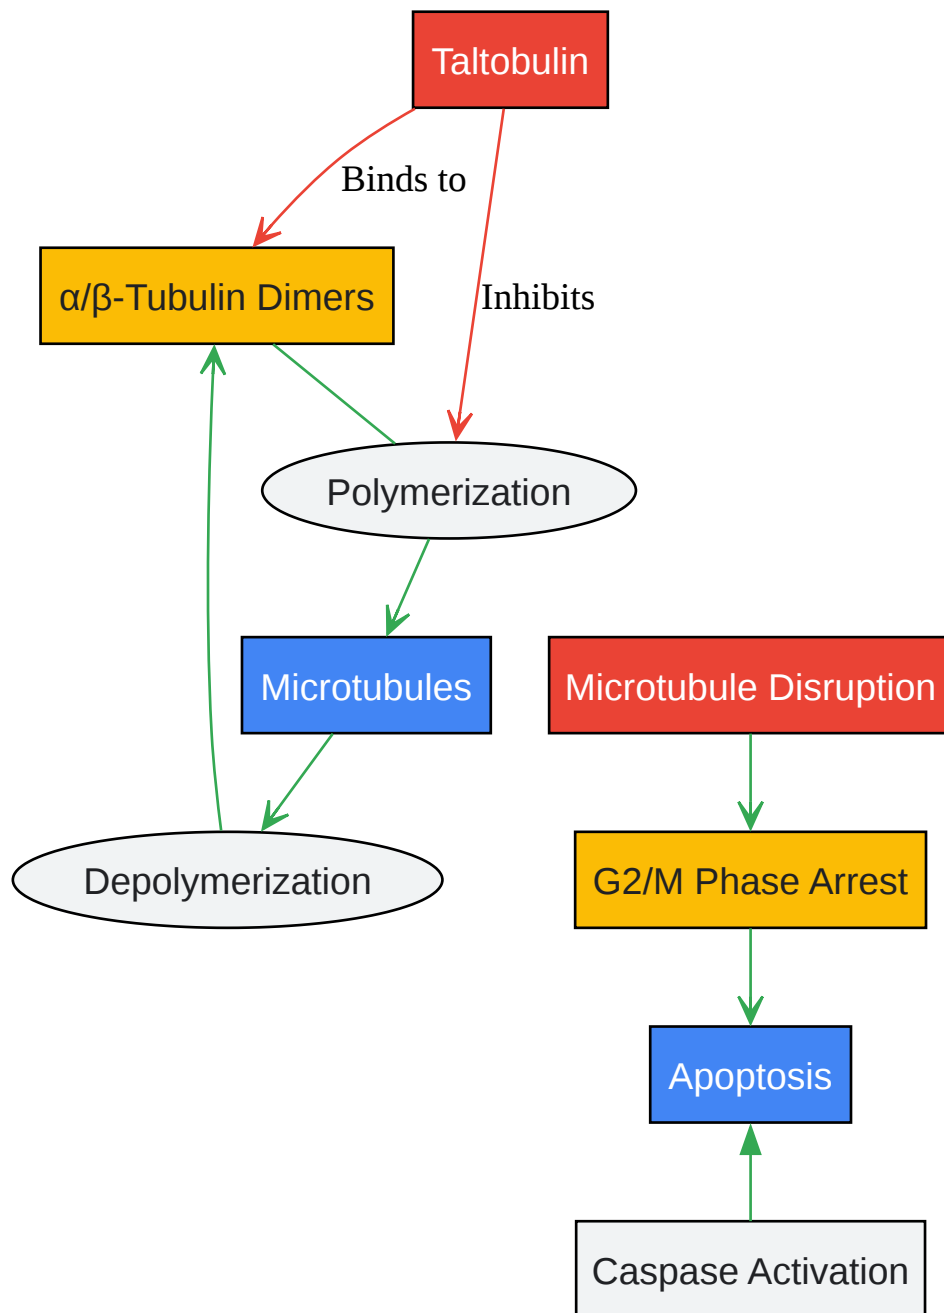 Taltobulin
Binds to
α/β-Tubulin Dimers
Inhibits
Polymerization
Microtubules
Microtubule Disruption
Depolymerization
G2/M Phase Arrest
Apoptosis
Caspase Activation